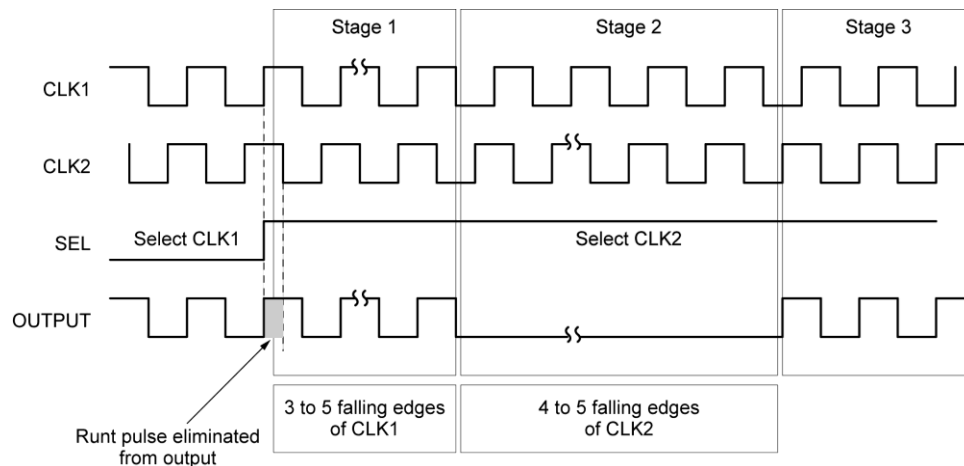 Stage 1
Stage 2
Stage 3
CLK1
CLK2
SEL
Select CLK1
Select CLK2
OUTPUT
3 to 5 falling edges
of CLK1
4 to 5 falling edges
of CLK2
Runt pulse eliminated
from output